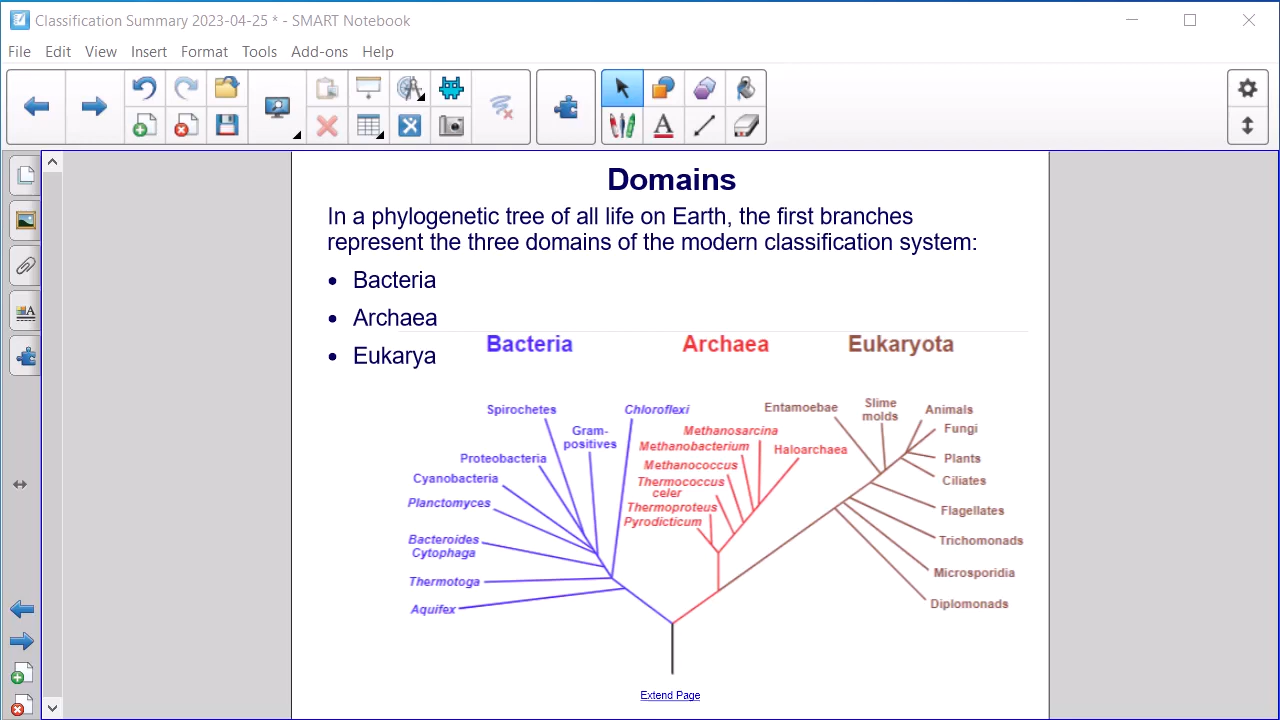 Classification Summary 2023-04-25 * - SMART Notebook
File Edit View Insert Format Tools Add-ons Help
Domains
In a phylogenetic tree of all life on Earth, the first branches
represent the three domains of the modern classification system:
• Bacteria
• Archaea
• Eukarya
Bacteria Archaea Eukaryota
Spirochetes
Gram-
positives
Chloroflexi
Proteobacteria
Cyanobacteria
Planctomyces
Bacteroides
Cytophaga
Thermotoga
Aquifex
Methanosarcina
Methanobacterium
Haloarchaea
Methanococcus
Thermococcus
celer
Thermoproteus
Pyrodicticum
Entamoebae
Slime
molds
Animals
Fungi
Plants
Ciliates
Flagellates
Trichomonads
Microsporidia
Diplomonads
Extend Page